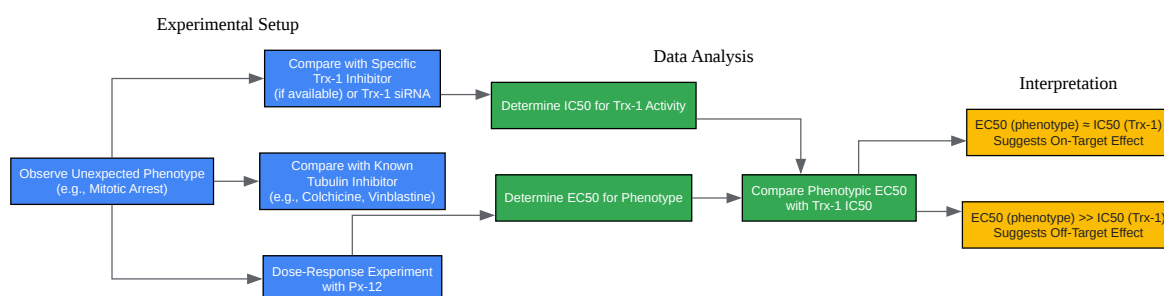 Experimental Setup
Data Analysis
Interpretation
Compare with Specific
Trx-1 Inhibitor
(if available) or Trx-1 siRNA
Determine IC50 for Trx-1 Activity
EC50 (phenotype) ≈ IC50 (Trx-1)
Suggests On-Target Effect
Observe Unexpected Phenotype
(e.g., Mitotic Arrest)
Compare with Known
Tubulin Inhibitor
(e.g., Colchicine, Vinblastine)
Determine EC50 for Phenotype
Compare Phenotypic EC50
with Trx-1 IC50
EC50 (phenotype) >> IC50 (Trx-1)
Suggests Off-Target Effect
Dose-Response Experiment
with Px-12